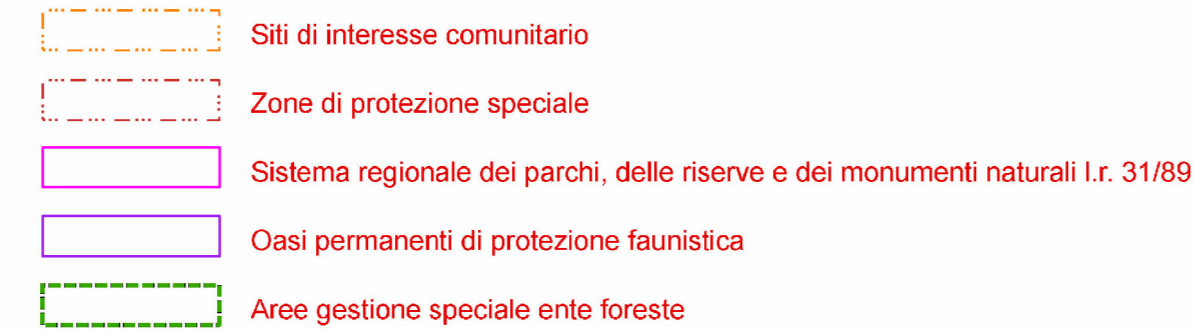 Siti di interesse comunitario
Zone di protezione speciale
Sistema regionale dei parchi, delle riserve e dei monumenti naturali l.r. 31/89
Oasi permanenti di protezione faunistica
Aree gestione speciale ente foreste